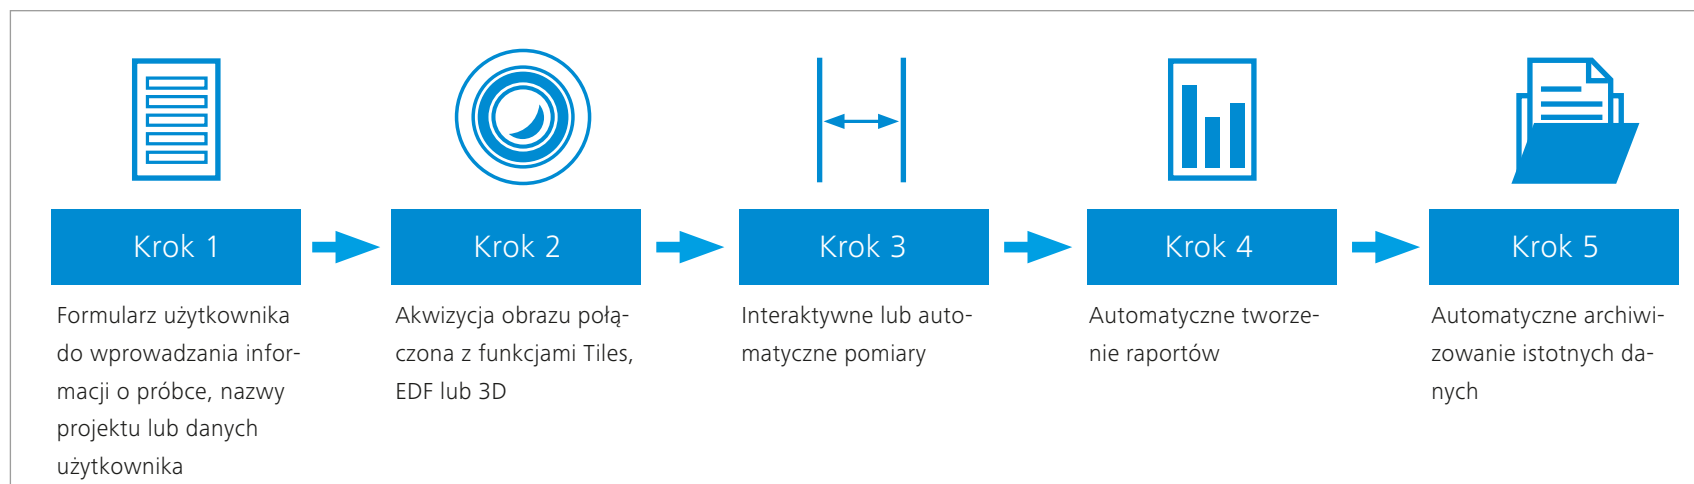 Krok 1
Formularz użytkownika
do wprowadzania infor-
macji o próbce, nazwy
projektu lub danych
użytkownika
Krok 2
Akwizycja obrazu połą-
czona z funkcjami Tiles,
EDF lub 3D
Krok 3
Interaktywne lub auto-
matyczne pomiary
Krok 4
Automatyczne tworze-
nie raportów
Krok 5
Automatyczne archiwi-
zowanie istotnych da-
nych